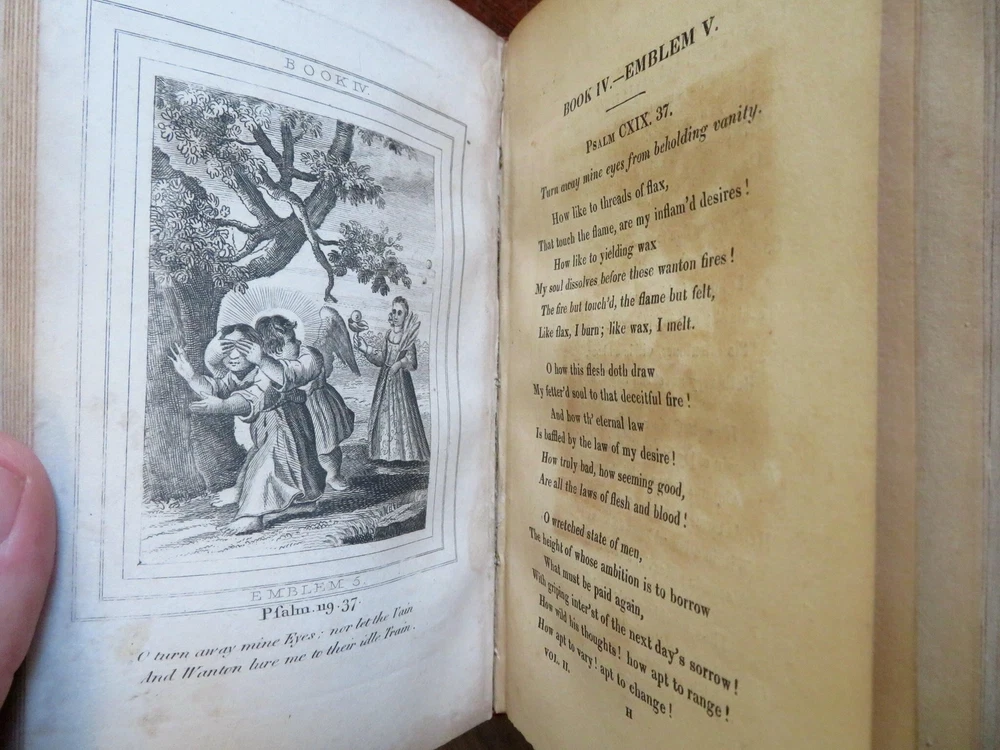 BOOK IV.
EMBLEM 5.
Pſalm. 119. 37.
O turn away mine Eyes; nor let the Vain
And Wanton lure me to their idle Train.
BOOK IV.—EMBLEM V.
PSALM CXIX. 37.
Turn away mine eyes from beholding vanity.
How like to threads of flax,
That touch the flame, are my inflam'd desires!
How like to yielding wax
My soul dissolves before these wanton fires!
The fire but touch'd, the flame but felt,
Like flax, I burn; like wax, I melt.
O how this flesh doth draw
My fetter'd soul to that deceitful fire!
And how th' eternal law
Is baffled by the law of my desire!
How truly bad, how seeming good,
Are all the laws of flesh and blood!
O wretched state of men,
The height of whose ambition is to borrow
What must be paid again,
With griping inter'st of the next day's sorrow!
How wild his thoughts! how apt to range!
How apt to vary! apt to change!
VOL. II.
H